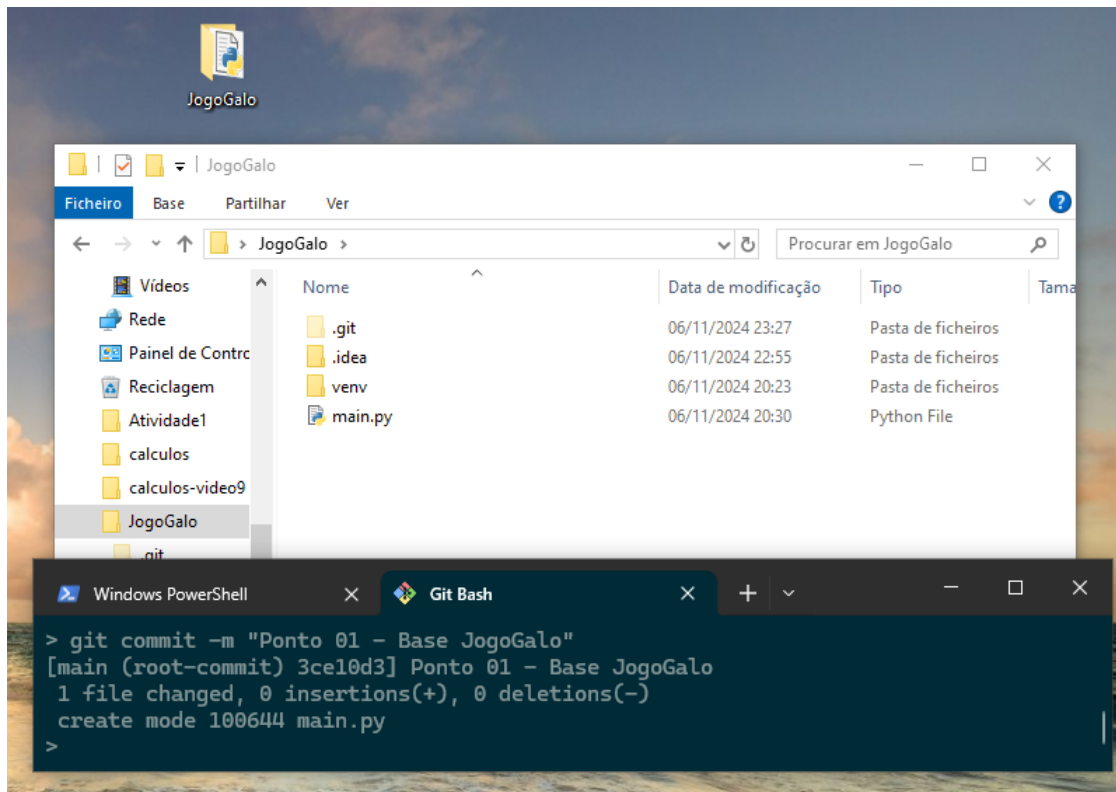 JogoGalo
JogoGalo
Ficheiro Base Partilhar Ver
JogoGalo
Procurar em JogoGalo
Vídeos
Rede
Painel de Contro
Reciclagem
Atividade1
calculos
calculos-video9
JogoGalo
.git
Nome Data de modificação Tipo Tama
.git 06/11/2024 23:27 Pasta de ficheiros
.idea 06/11/2024 22:55 Pasta de ficheiros
venv 06/11/2024 20:23 Pasta de ficheiros
main.py 06/11/2024 20:30 Python File
Windows PowerShell
Git Bash
> git commit -m "Ponto 01 - Base JogoGalo"
[main (root-commit) 3ce10d3] Ponto 01 - Base JogoGalo
1 file changed, 0 insertions(+), 0 deletions(-)
create mode 100644 main.py
>